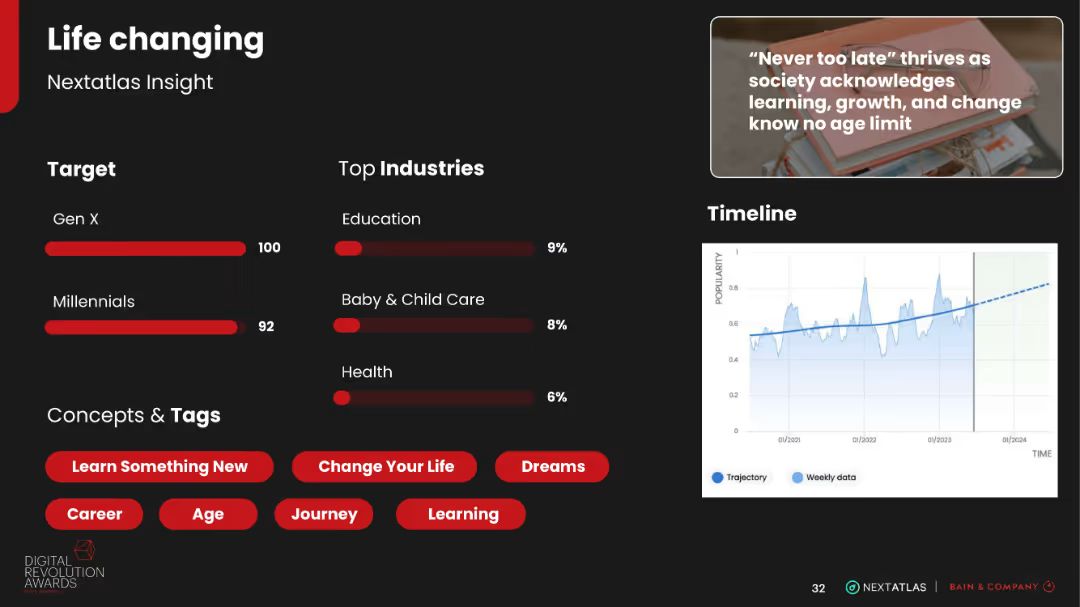 Life changing
Nextatlas Insight
“Never too late” thrives as
society acknowledges
learning, growth, and change
know no age limit
Target
Gen X
100
Millennials
92
Top Industries
Education
9%
Baby & Child Care
8%
Health
6%
Concepts & Tags
Learn Something New
Change Your Life
Dreams
Career
Age
Journey
Learning
Timeline
POPULARITY
1
0.8
0.6
0.4
0.2
0
01/2021
01/2022
01/2023
01/2024
TIME
Trajectory
Weekly data
DIGITAL
REVOLUTION
AWARDS
32
NEXTATLAS
BAIN & COMPANY